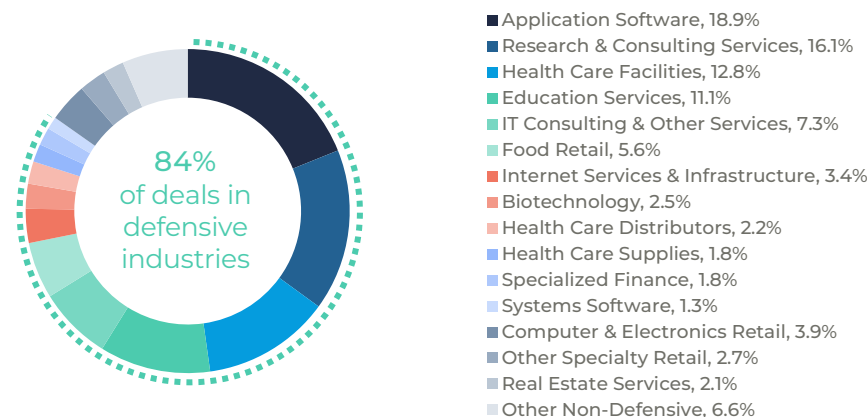 84%
of deals in
defensive
industries
Application Software, 18.9%
Research & Consulting Services, 16.1%
Health Care Facilities, 12.8%
Education Services, 11.1%
IT Consulting & Other Services, 7.3%
Food Retail, 5.6%
Internet Services & Infrastructure, 3.4%
Biotechnology, 2.5%
Health Care Distributors, 2.2%
Health Care Supplies, 1.8%
Specialized Finance, 1.8%
Systems Software, 1.3%
Computer & Electronics Retail, 3.9%
Other Specialty Retail, 2.7%
Real Estate Services, 2.1%
Other Non-Defensive, 6.6%